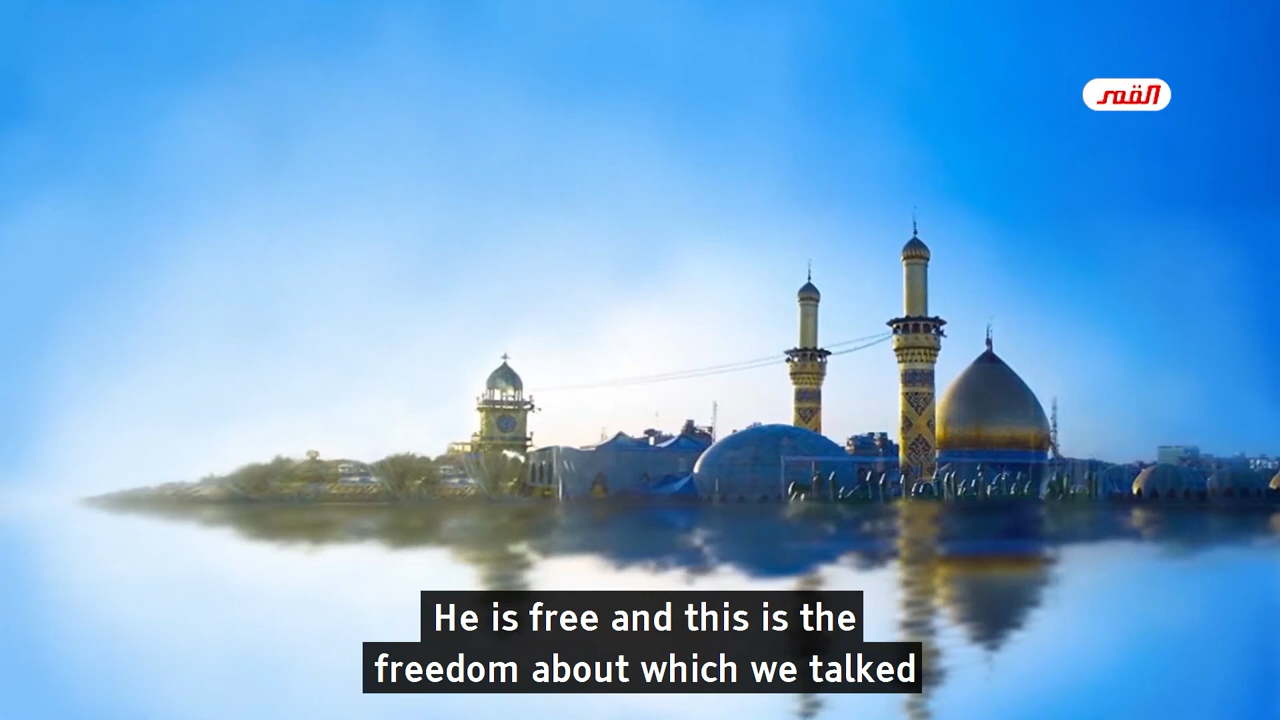 القمر
He is free and this is the
freedom about which we talked